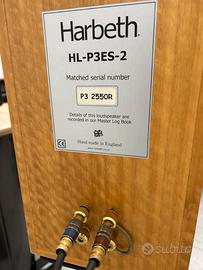 Harbeth
HL-P3ES-2
Matched serial number
P3 2550R
Details of this loudspeaker are
recorded in our Master Log Book
Hand made in England
subito